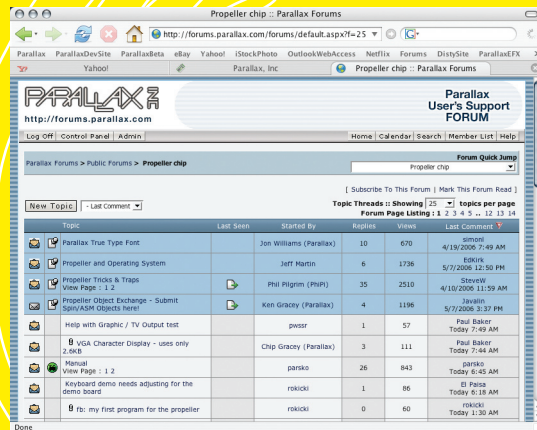 Propeller chip :: Parallax Forums
http://forums.parallax.com/forums/default.aspx?f=25
G
Parallax ParallaxDevSite ParallaxBeta eBay Yahoo! iStockPhoto OutlookWebAccess Netflix Forums DistySite ParallaxEFX
Yahoo! Parallax, Inc Propeller chip :: Parallax Forums
PARALLAX
http://forums.parallax.com
Parallax
User's Support
FORUM
Log Off Control Panel Admin Home Calendar Search Member List Help
Parallax Forums > Public Forums > Propeller chip
Forum Quick Jump
Propeller chip
[ Subscribe To This Forum | Mark This Forum Read ]
New Topic - Last Comment Topic Threads :: Showing 25 topics per page
Forum Page Listing : 1 2 3 4 5 .. 12 13 14
Topic Last Seen Started By Replies Views Last Comment
Parallax True Type Font Jon Williams (Parallax) 10 670 simoni
4/19/2006 7:49 AM
Propeller and Operating System Jeff Martin 6 1736 EdKirk
5/7/2006 12:50 PM
Propeller Tricks & Traps
View Page : 1 2 Phil Pilgrim (PhiPi) 35 2510 SteveW
4/10/2006 11:59 AM
Propeller Object Exchange - Submit
Spin/ASM Objects here! Ken Gracey (Parallax) 4 1196 Javalin
5/7/2006 3:37 PM
Help with Graphic / TV Output test pwssr 1 57 Paul Baker
Today 7:49 AM
VGA Character Display - uses only
2.6KB Chip Gracey (Parallax) 3 111 Paul Baker
Today 7:44 AM
Manual
View Page : 1 2 parsko 26 843 parsko
Today 6:45 AM
Keyboard demo needs adjusting for the
demo board rokicki 1 86 El Paisa
Today 6:18 AM
fb: my first program for the propeller rokicki 0 60 rokicki
Today 1:30 AM
Done